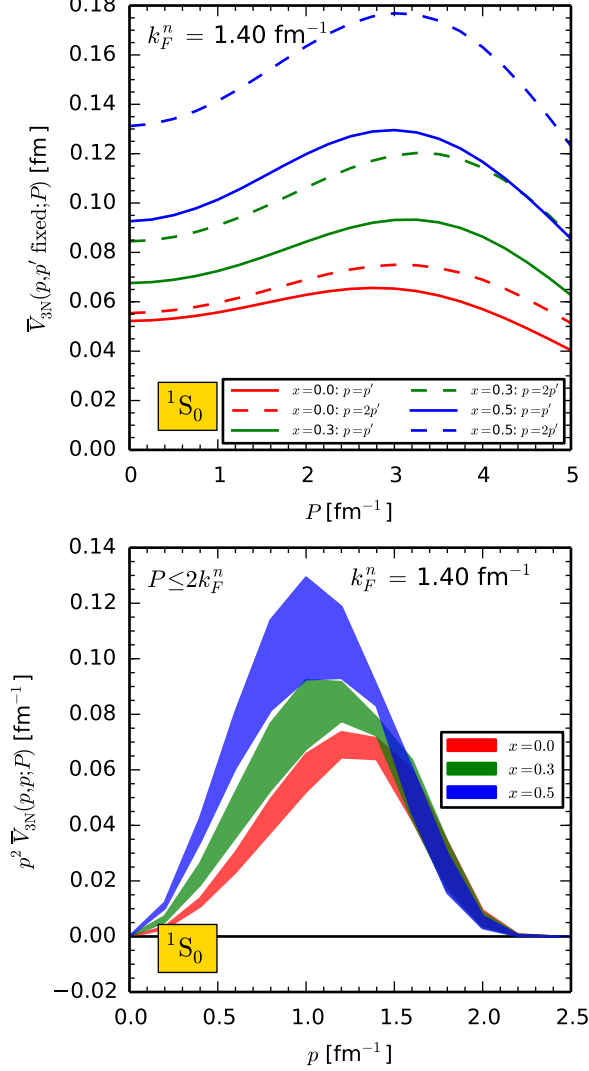 0.18
0.16
0.14
0.12
0.10
0.08
0.06
0.04
0.02
0.00
V̅₃N(p,p′ fixed;P) [fm]
kₙF = 1.40 fm⁻¹
¹S₀
x=0.0: p=p′
x=0.0: p=2p′
x=0.3: p=p′
x=0.3: p=2p′
x=0.5: p=p′
x=0.5: p=2p′
0 1 2 3 4 5
P [fm⁻¹]
0.14
0.12
0.10
0.08
0.06
0.04
0.02
0.00
−0.02
p² V̅₃N(p,p;P) [fm⁻¹]
P≤2kⁿF
kⁿF = 1.40 fm⁻¹
x=0.0
x=0.3
x=0.5
¹S₀
0.0 0.5 1.0 1.5 2.0 2.5
p [fm⁻¹]